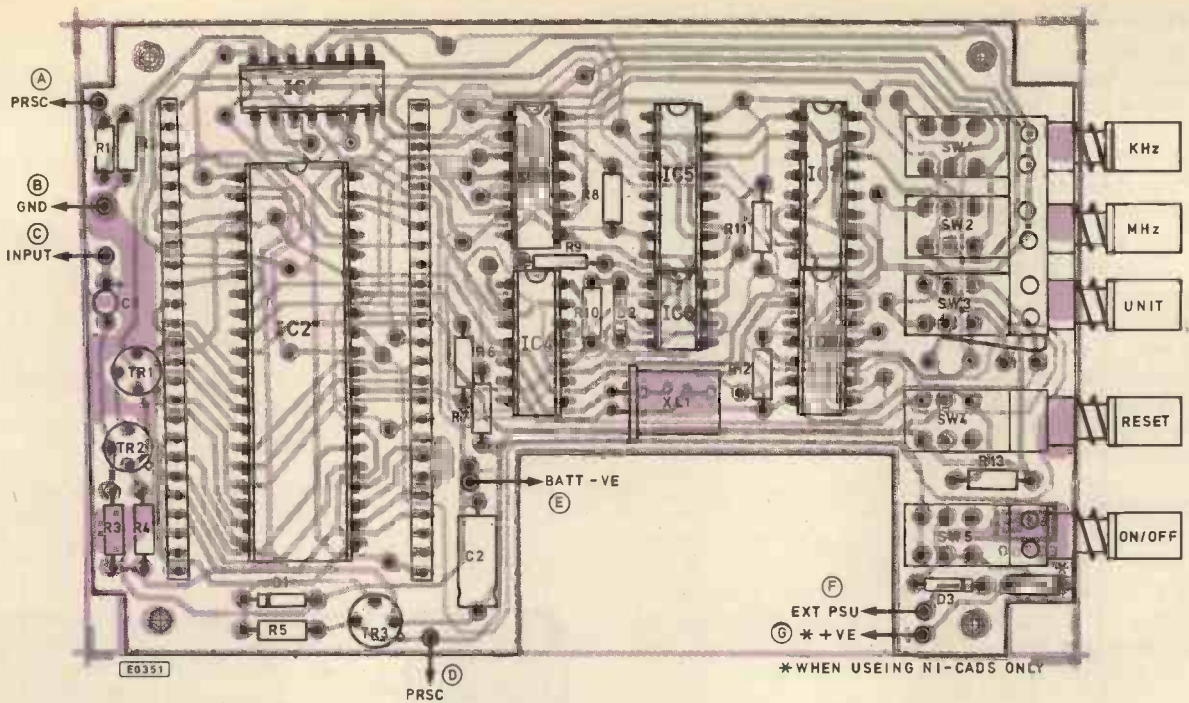 A
PRSC
R1
B
GND
C
INPUT
C1
TR1
TR2
R3
R4
IC1
IC2
D1
R5
TR3
E0351
D
PRSC
R6
R7
C2
BATT -VE
E
R8
R9
R10
D2
IC4
IC5
IC6
R11
XL1
SW1
SW2
SW3
SW4
R13
SW5
D3
KHz
MHz
UNIT
RESET
ON/OFF
F
EXT PSU
G * +VE
*
*WHEN USEING NI-CADS ONLY